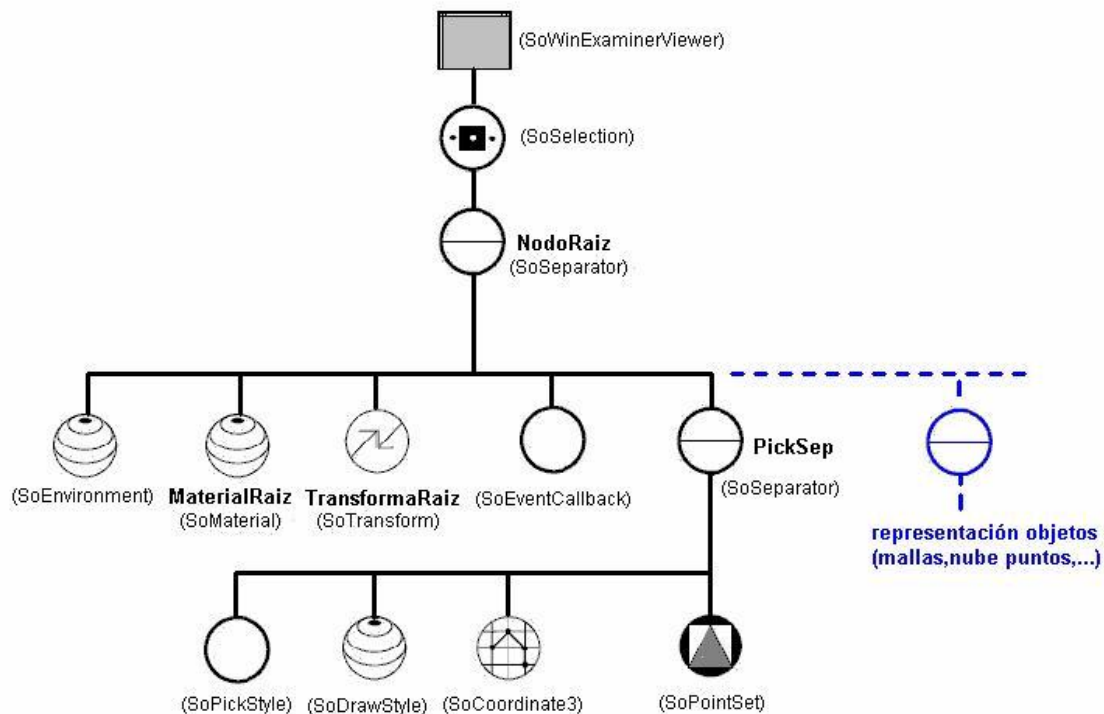 (SoWinExaminerViewer)
(SoSelection)
NodoRaiz
(SoSeparator)
(SoEnvironment)
MaterialRaiz
(SoMaterial)
TransformaRaiz
(SoTransform)
(SoEventCallback)
PickSep
(SoSeparator)
representación objetos
(mallas,nube puntos,...)
(SoPickStyle)
(SoDrawStyle)
(SoCoordinate3)
(SoPointSet)